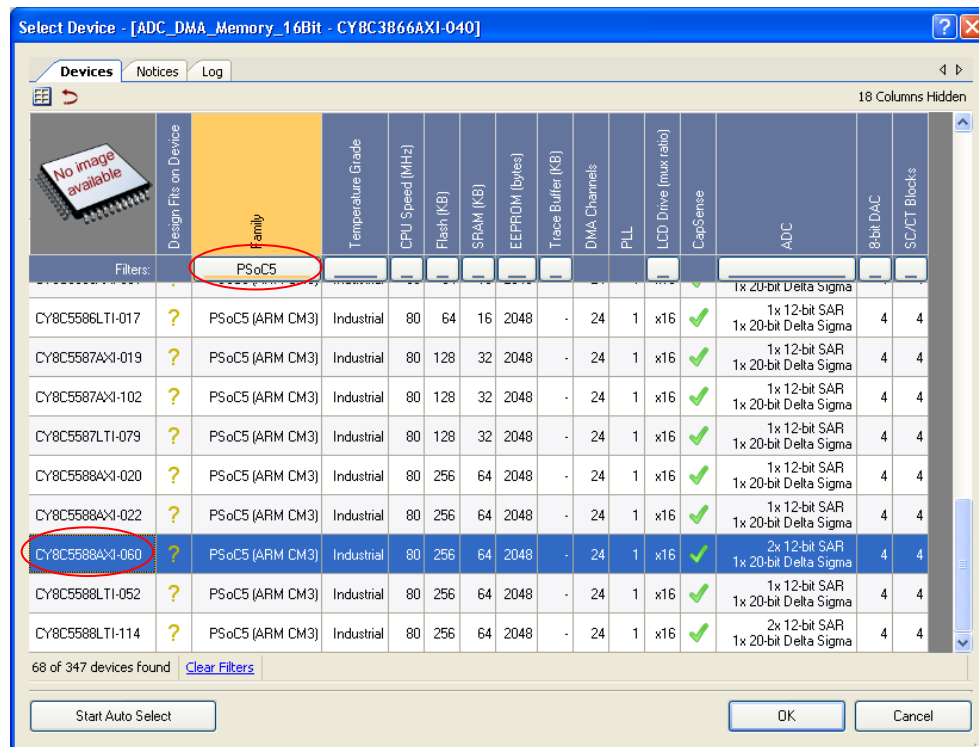 Select Device - [ADC_DMA_Memory_16Bit - CY8C3866AXI-040]
Devices Notices Log
18 Columns Hidden
No image available
Design Fits on Device
Family
Temperature Grade
CPU Speed (MHz)
Flash (KB)
SRAM (KB)
EEPROM (bytes)
Trace Buffer (KB)
DMA Channels
PLL
LCD Drive (mux ratio)
CapSense
ADC
8-bit DAC
SC/CT Blocks
Filters: PSoC5
1x 20-bit Delta Sigma
CY8C5586LTI-017 ? PSoC5 (ARM CM3) Industrial 80 64 16 2048 - 24 1 x16 1x 12-bit SAR 4 4
1x 20-bit Delta Sigma
CY8C5587AXI-019 ? PSoC5 (ARM CM3) Industrial 80 128 32 2048 - 24 1 x16 1x 12-bit SAR 4 4
1x 20-bit Delta Sigma
CY8C5587AXI-102 ? PSoC5 (ARM CM3) Industrial 80 128 32 2048 - 24 1 x16 1x 12-bit SAR 4 4
1x 20-bit Delta Sigma
CY8C5587LTI-079 ? PSoC5 (ARM CM3) Industrial 80 128 32 2048 - 24 1 x16 1x 12-bit SAR 4 4
1x 20-bit Delta Sigma
CY8C5588AXI-020 ? PSoC5 (ARM CM3) Industrial 80 256 64 2048 - 24 1 x16 1x 12-bit SAR 4 4
1x 20-bit Delta Sigma
CY8C5588AXI-022 ? PSoC5 (ARM CM3) Industrial 80 256 64 2048 - 24 1 x16 1x 12-bit SAR 4 4
1x 20-bit Delta Sigma
CY8C5588AXI-060 ? PSoC5 (ARM CM3) Industrial 80 256 64 2048 - 24 1 x16 2x 12-bit SAR 4 4
1x 20-bit Delta Sigma
CY8C5588LTI-052 ? PSoC5 (ARM CM3) Industrial 80 256 64 2048 - 24 1 x16 1x 12-bit SAR 4 4
1x 20-bit Delta Sigma
CY8C5588LTI-114 ? PSoC5 (ARM CM3) Industrial 80 256 64 2048 - 24 1 x16 2x 12-bit SAR 4 4
1x 20-bit Delta Sigma
68 of 347 devices found Clear Filters
Start Auto Select OK Cancel